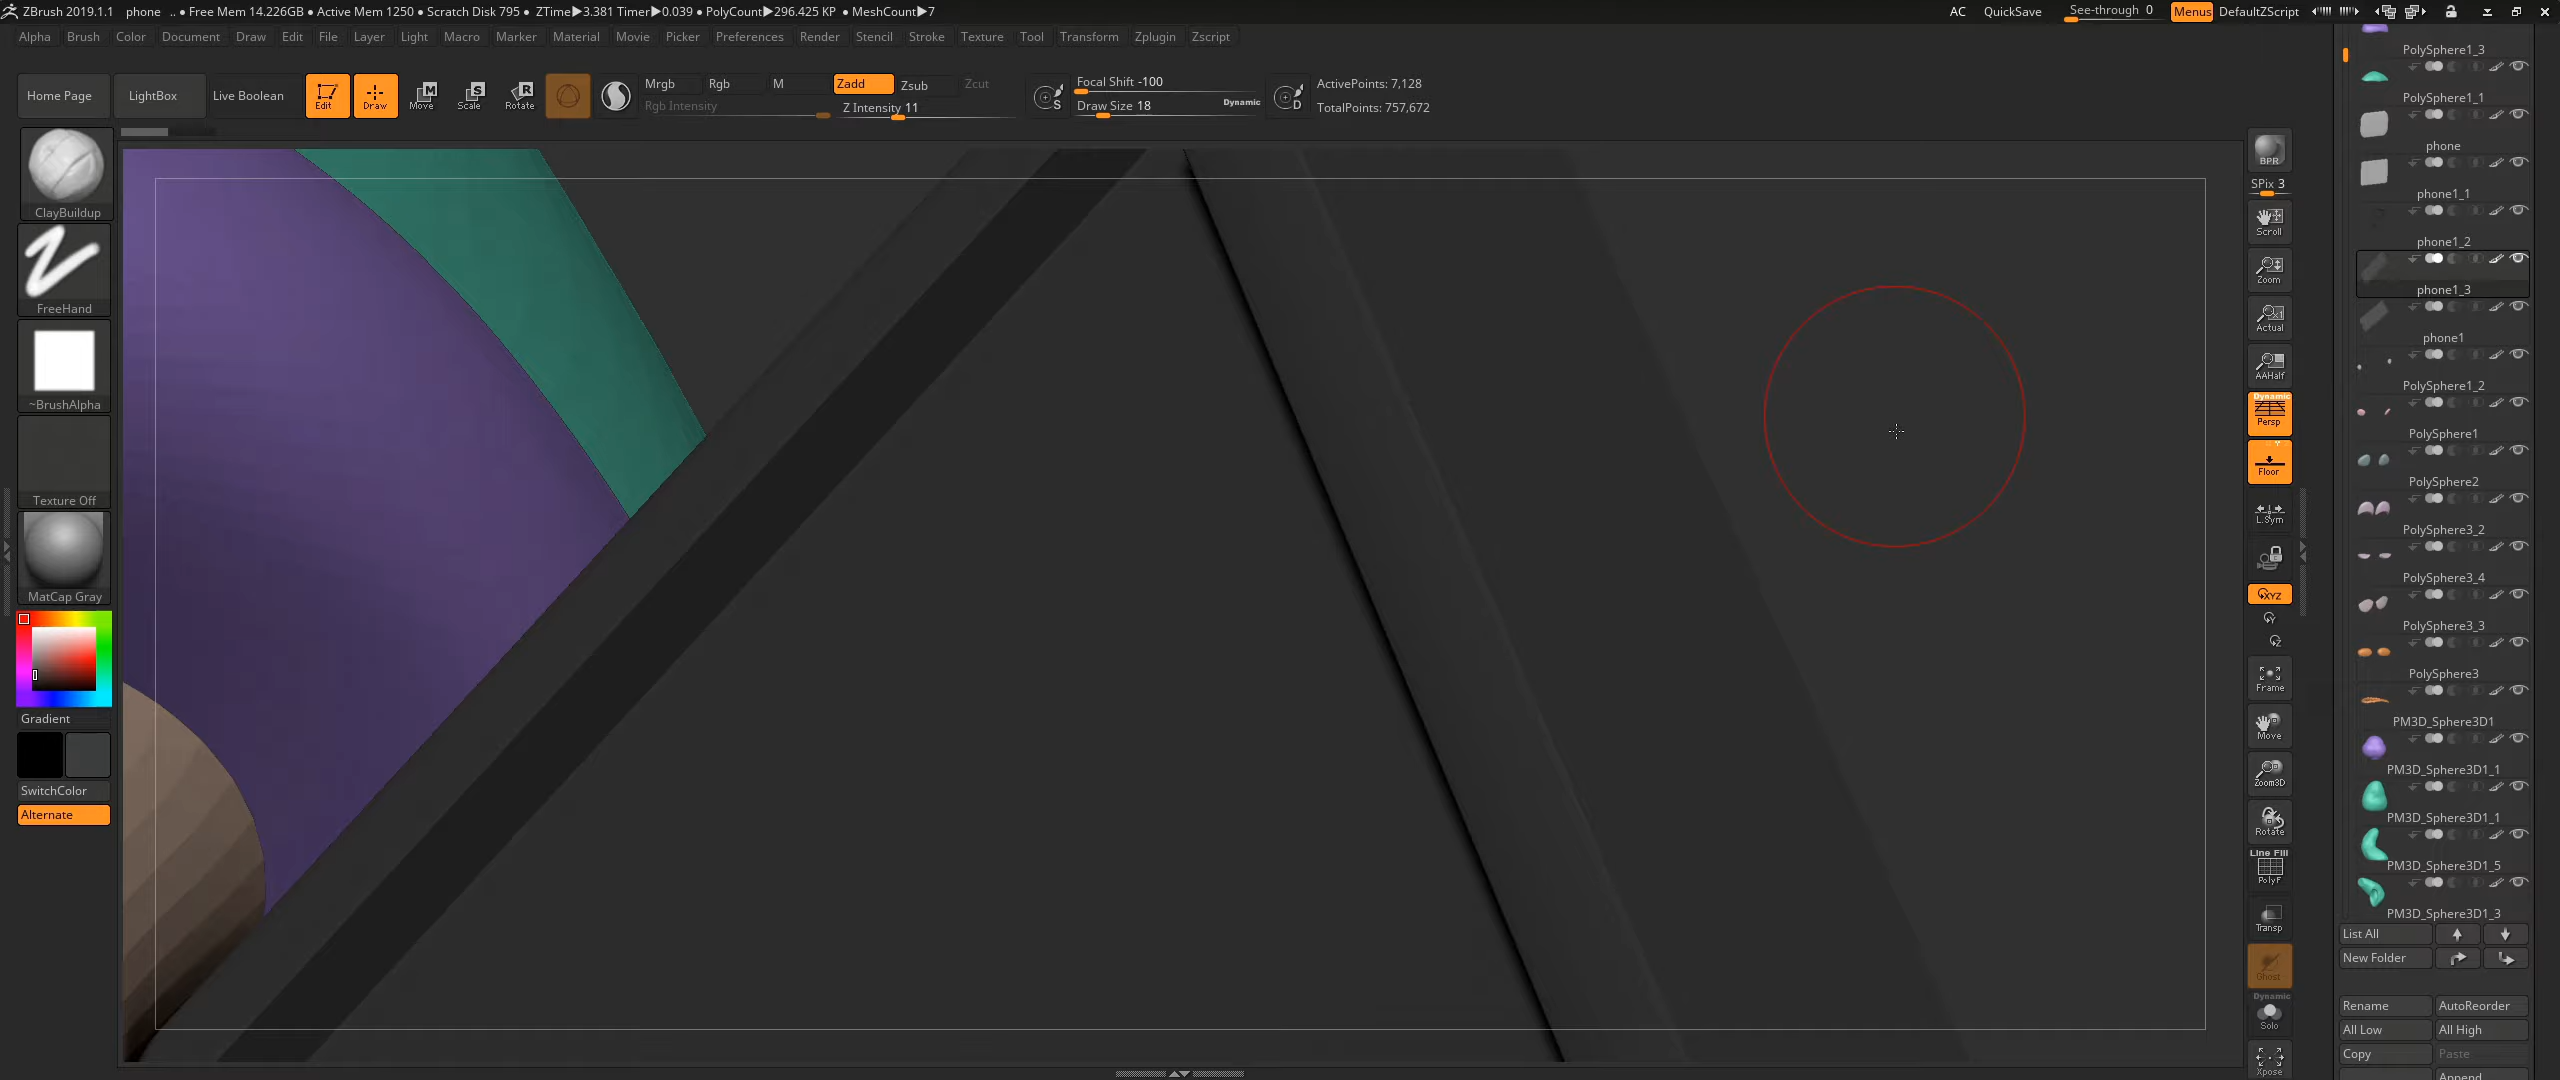 ZBrush 2019.1.1 phone .. ● Free Mem 14.226GB ● Active Mem 1250 ● Scratch Disk 795 ● ZTime▶3.381 Timer▶0.039 ● PolyCount▶296.425 KP ● MeshCount▶7 AC QuickSave See-through 0 Menus DefaultZScript
Alpha Brush Color Document Draw Edit File Layer Light Macro Marker Material Movie Picker Preferences Render Stencil Stroke Texture Tool Transform Zplugin Zscript
Home Page LightBox Live Boolean Edit Draw Move Scale Rotate
Mrgb Rgb M Zadd Zsub Zcut
Rgb Intensity Z Intensity 11
Focal Shift -100
Draw Size 18 Dynamic
ActivePoints: 7,128
TotalPoints: 757,672
ClayBuildup
FreeHand
~BrushAlpha
Texture Off
MatCap Gray
Gradient
SwitchColor
Alternate
BPR
SPix 3
Scroll
Zoom
Actual
AAHalf
Dynamic
Persp
Floor
L.Sym
XYZ
Frame
Move
Zoom3D
Rotate
Line Fill
PolyF
Transp
Ghost
Dynamic
Solo
Xpose
PolySphere1_3
PolySphere1_1
phone
phone1_1
phone1_2
phone1_3
phone1
PolySphere1_2
PolySphere1
PolySphere2
PolySphere3_2
PolySphere3_4
PolySphere3_3
PolySphere3
PM3D_Sphere3D1
PM3D_Sphere3D1_1
PM3D_Sphere3D1_1
PM3D_Sphere3D1_5
PM3D_Sphere3D1_3
List All
New Folder
Rename AutoReorder
All Low All High
Copy Paste
Append